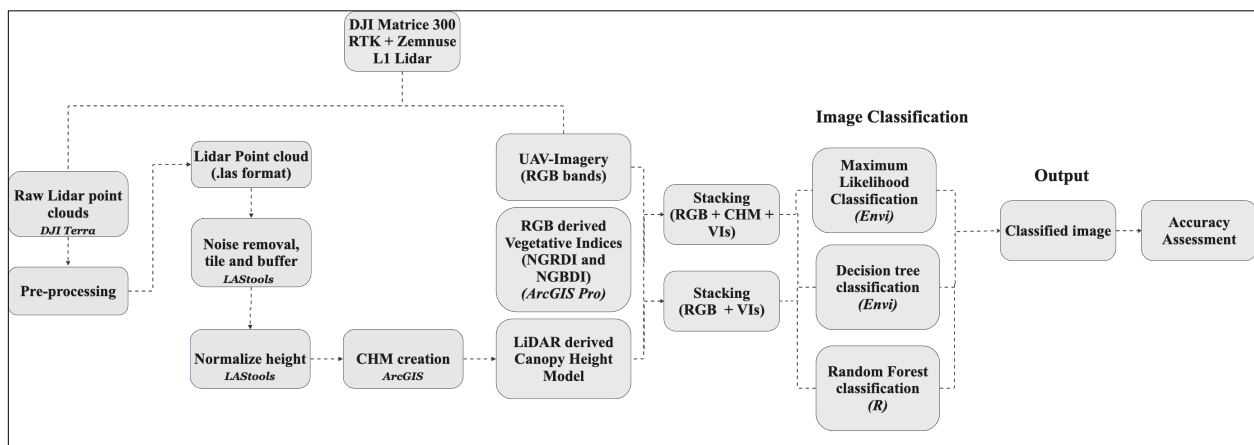 DJI Matrice 300
RTK + Zemnuse
L1 Lidar
Raw Lidar point
clouds
DJI Terra
Pre-processing
Lidar Point cloud
(.las format)
Noise removal,
tile and buffer
LAStools
Normalize height
LAStools
CHM creation
ArcGIS
UAV-Imagery
(RGB bands)
RGB derived
Vegetative Indices
(NGRDI and
NGBDI)
(ArcGIS Pro)
LiDAR derived
Canopy Height
Model
Stacking
(RGB + CHM +
VIs)
Stacking
(RGB + VIs)
Image Classification
Maximum
Likelihood
Classification
(Envi)
Decision tree
classification
(Envi)
Random Forest
classification
(R)
Output
Classified image
Accuracy
Assessment